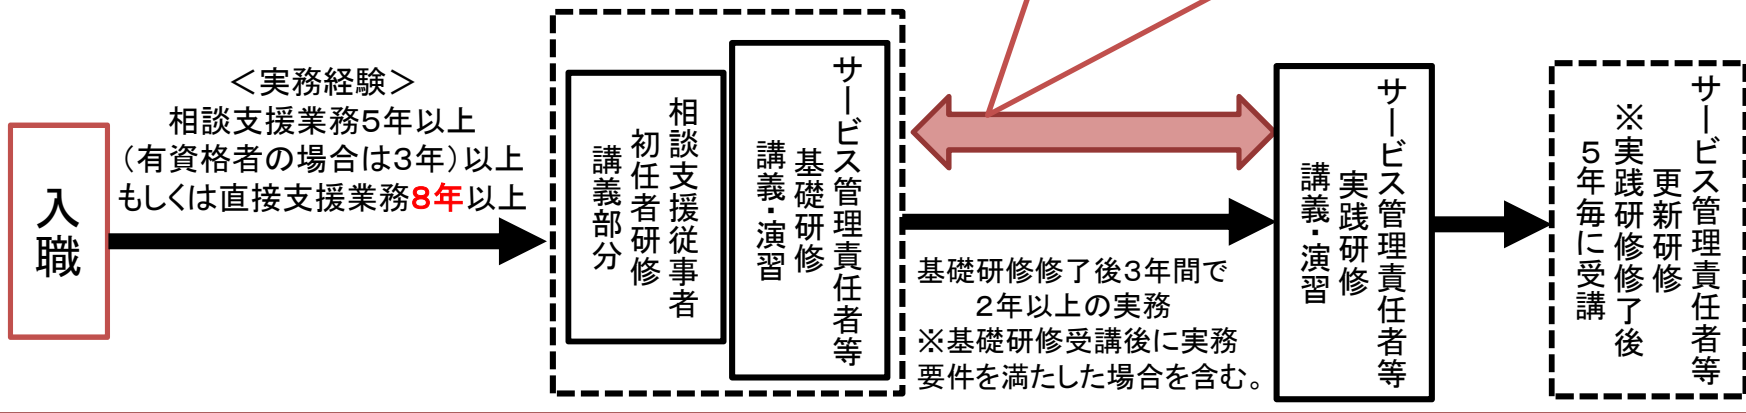 入職
＜実務経験＞
相談支援業務5年以上
（有資格者の場合は3年）以上
もしくは直接支援業務8年以上
相談支援従事者
初任者研修
講義部分
サービス管理責任者等
基礎研修
講義・演習
基礎研修修了後3年間で
2年以上の実務
※基礎研修受講後に実務
要件を満たした場合を含む。
サービス管理責任者等
実践研修
講義・演習
サービス管理責任者等
更新研修
※実践研修修了後
5年毎に受講